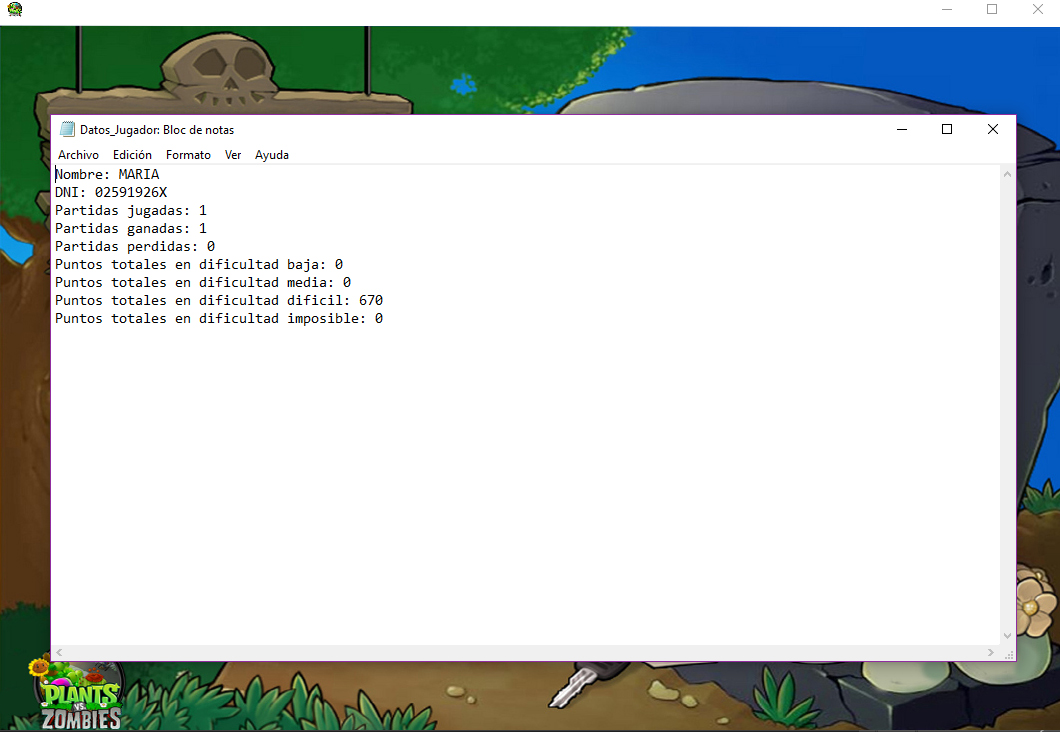 Datos_Jugador: Bloc de notas
Archivo Edición Formato Ver Ayuda
Nombre: MARIA
DNI: 02591926X
Partidas jugadas: 1
Partidas ganadas: 1
Partidas perdidas: 0
Puntos totales en dificultad baja: 0
Puntos totales en dificultad media: 0
Puntos totales en dificultad dificil: 670
Puntos totales en dificultad imposible: 0
PLANTS
VS.
ZOMBIES